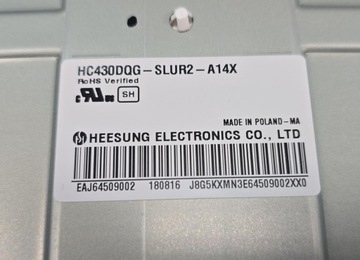 HC430DQG-SLUR2-A14X
RoHS Verified
SH
MADE IN POLAND-MA
HEESUNG ELECTRONICS CO., LTD
EAJ64509002 180816 J8G5KXMN3E64509002XX0